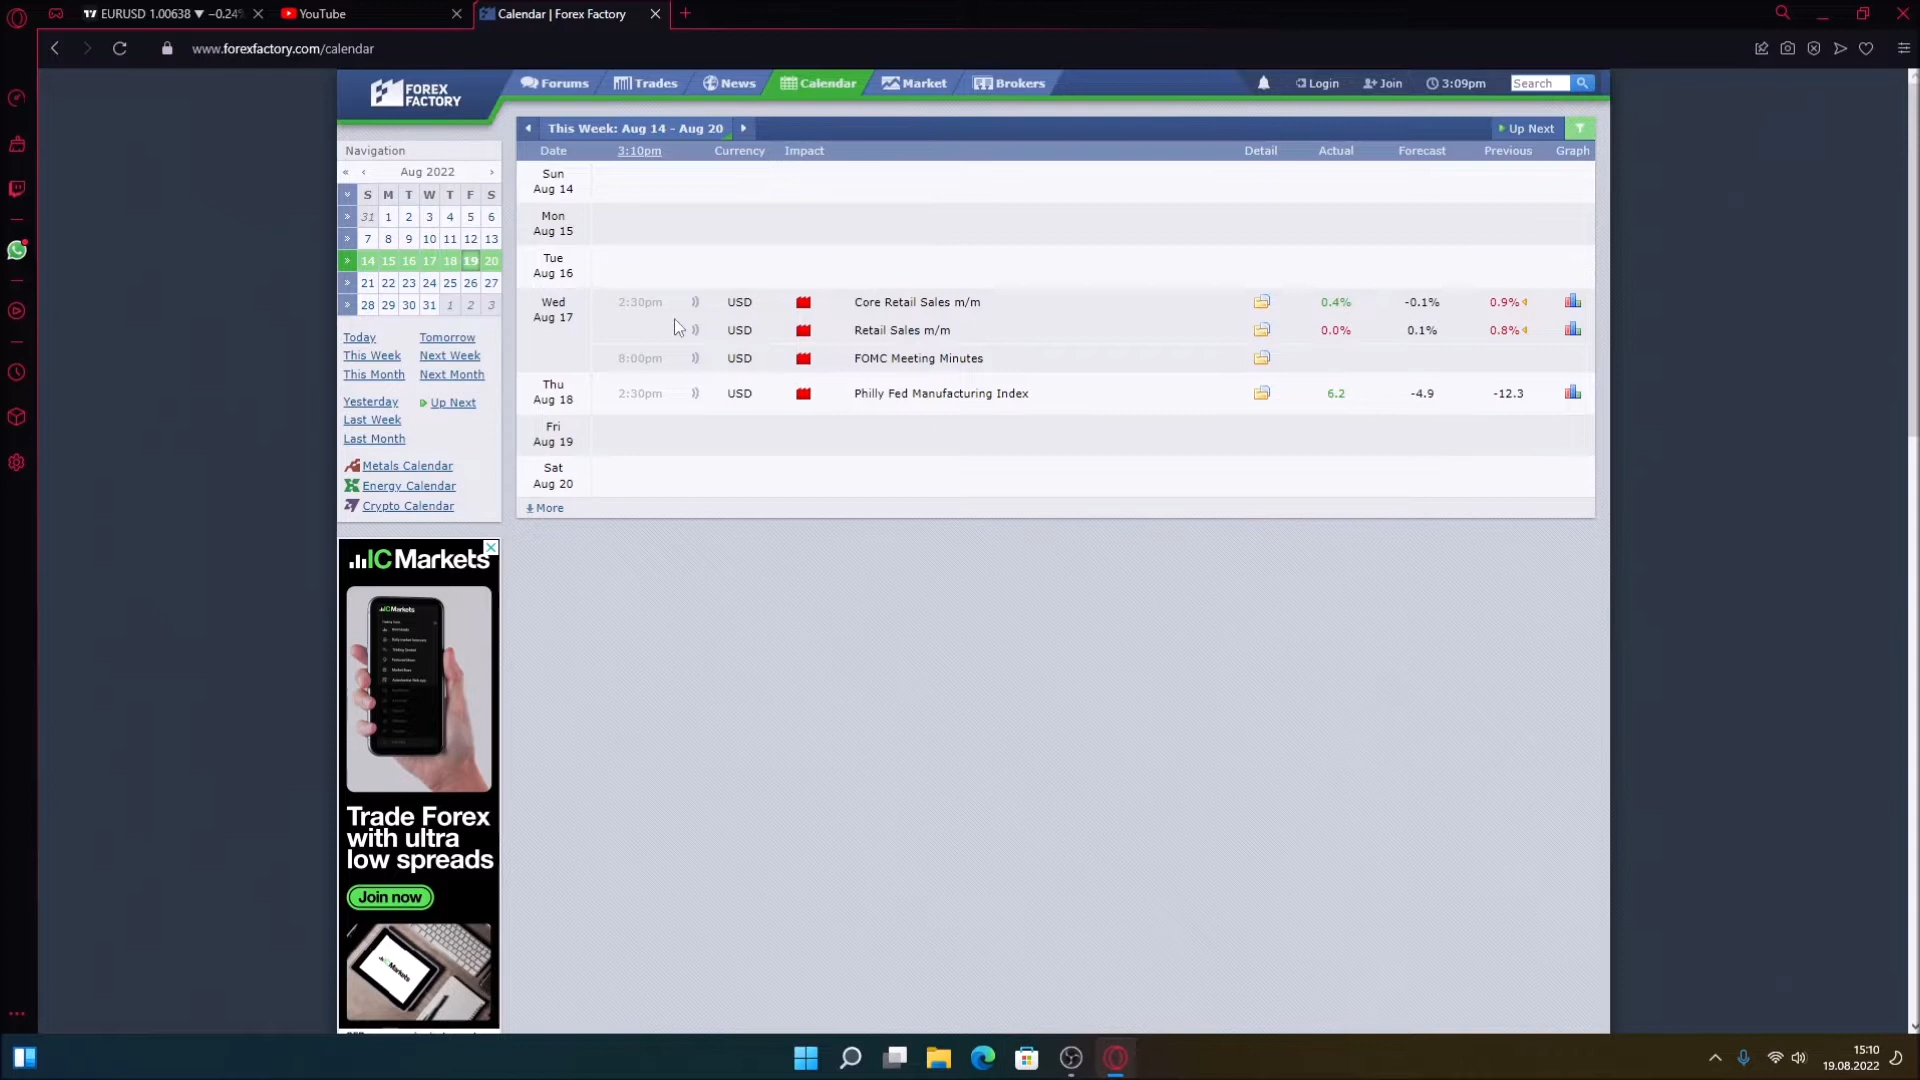 EURUSD 1.00638 ▼ −0.24%
YouTube
Calendar | Forex Factory
www.forexfactory.com/calendar
FOREX
FACTORY
Forums
Trades
News
Calendar
Market
Brokers
Login
Join
3:09pm
Search
Navigation
« ‹ Aug 2022 ›
S M T W T F S
31 1 2 3 4 5 6
7 8 9 10 11 12 13
14 15 16 17 18 19 20
21 22 23 24 25 26 27
28 29 30 31 1 2 3
Today Tomorrow
This Week Next Week
This Month Next Month
Yesterday Up Next
Last Week
Last Month
Metals Calendar
Energy Calendar
Crypto Calendar
This Week: Aug 14 - Aug 20
Up Next
Date 3:10pm Currency Impact Detail Actual Forecast Previous Graph
Sun
Aug 14
Mon
Aug 15
Tue
Aug 16
Wed
Aug 17
2:30pm USD Core Retail Sales m/m 0.4% -0.1% 0.9%
USD Retail Sales m/m 0.0% 0.1% 0.8%
8:00pm USD FOMC Meeting Minutes
Thu
Aug 18
2:30pm USD Philly Fed Manufacturing Index 6.2 -4.9 -12.3
Fri
Aug 19
Sat
Aug 20
More
IC Markets
IC Markets
Trade Forex
with ultra
low spreads
Join now
IC Markets
15:10
19.08.2022